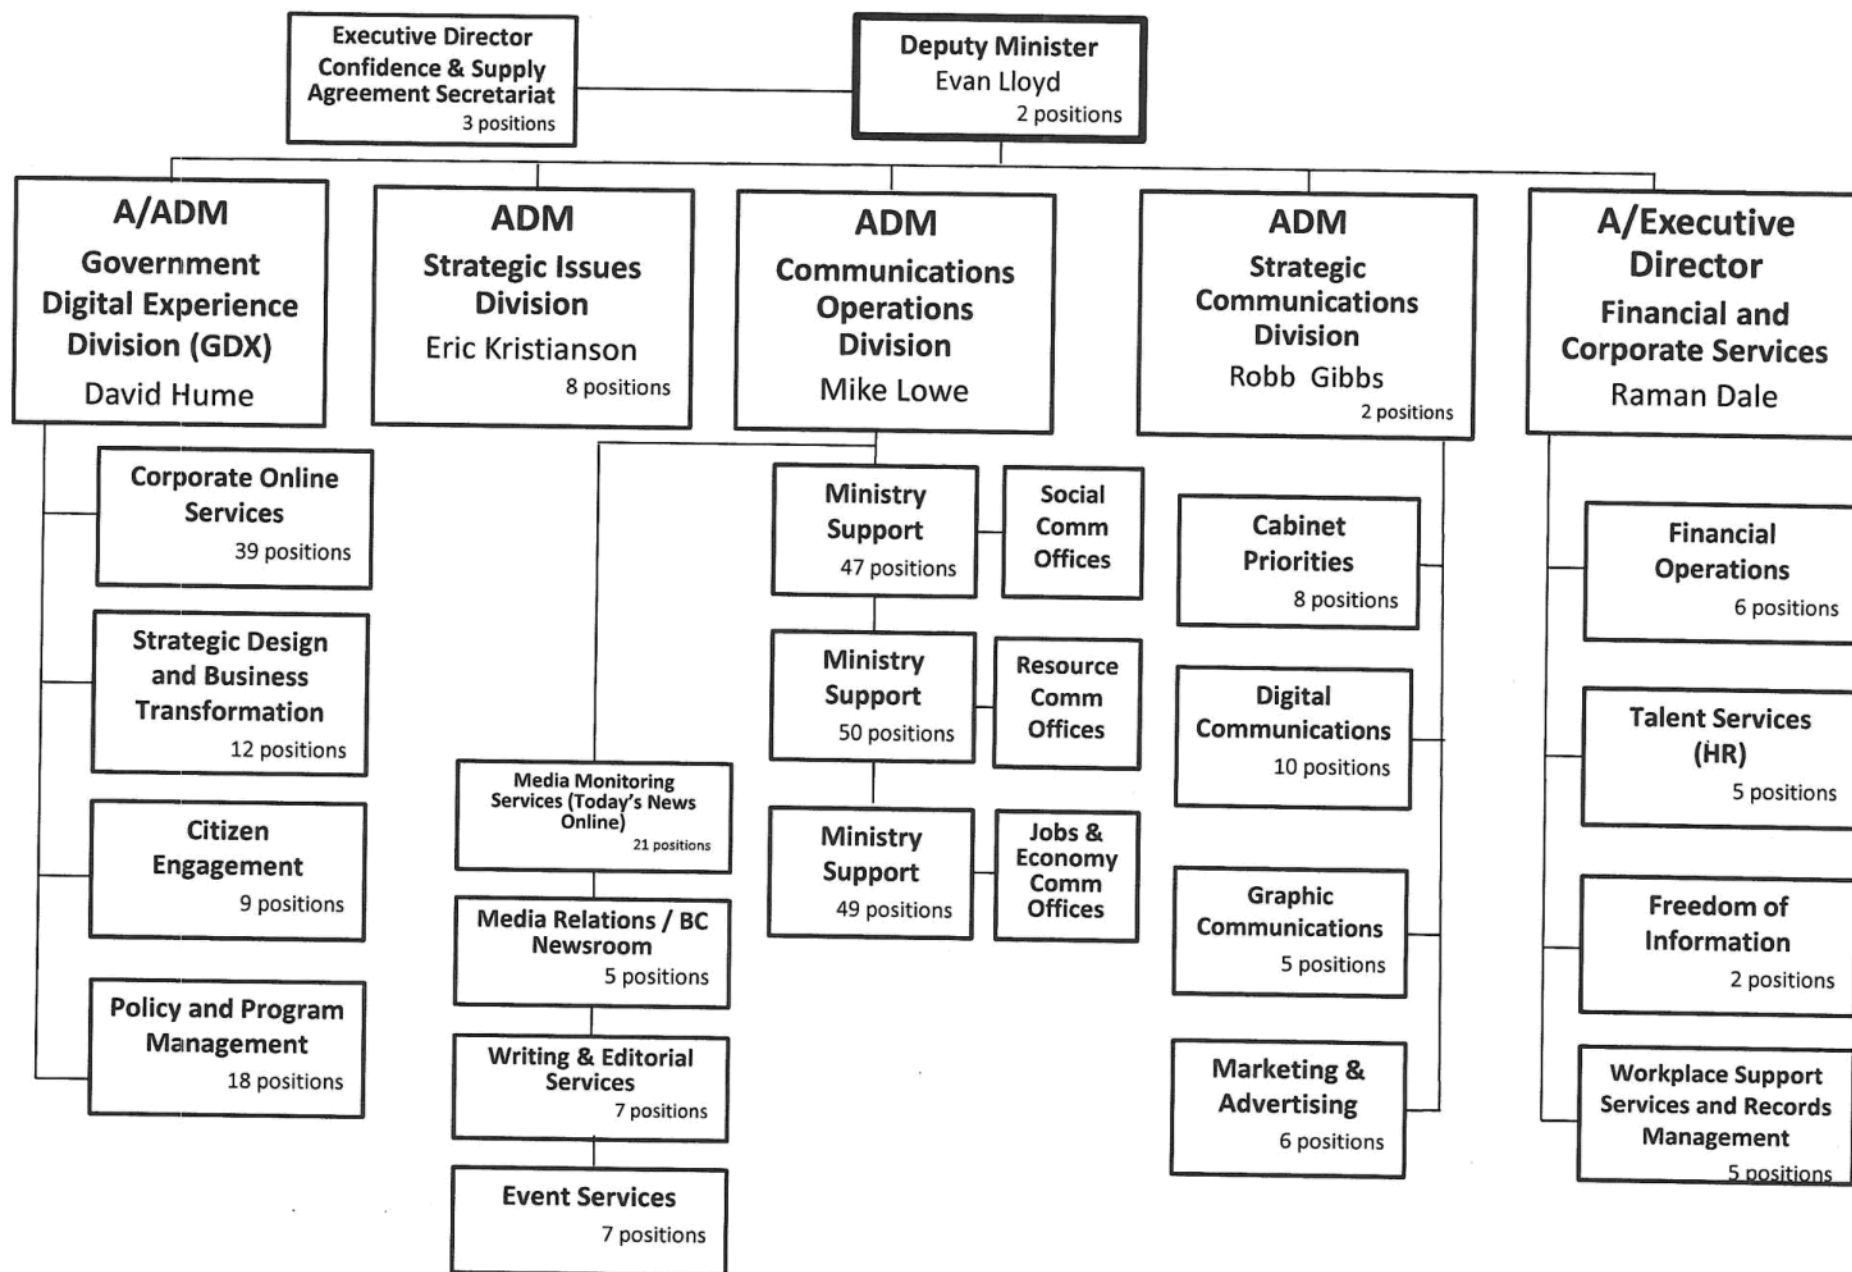 Executive Director
Confidence & Supply
Agreement Secretariat
3 positions
Deputy Minister
Evan Lloyd
2 positions
A/ADM
Government
Digital Experience
Division (GDX)
David Hume
ADM
Strategic Issues
Division
Eric Kristianson
8 positions
ADM
Communications
Operations
Division
Mike Lowe
ADM
Strategic
Communications
Division
Robb Gibbs
2 positions
A/Executive
Director
Financial and
Corporate Services
Raman Dale
Corporate Online
Services
39 positions
Strategic Design
and Business
Transformation
12 positions
Citizen
Engagement
9 positions
Policy and Program
Management
18 positions
Media Monitoring
Services (Today's News
Online)
21 positions
Media Relations / BC
Newsroom
5 positions
Writing & Editorial
Services
7 positions
Event Services
7 positions
Ministry
Support
47 positions
Social
Comm
Offices
Ministry
Support
50 positions
Resource
Comm
Offices
Ministry
Support
49 positions
Jobs &
Economy
Comm
Offices
Cabinet
Priorities
8 positions
Digital
Communications
10 positions
Graphic
Communications
5 positions
Marketing &
Advertising
6 positions
Financial
Operations
6 positions
Talent Services
(HR)
5 positions
Freedom of
Information
2 positions
Workplace Support
Services and Records
Management
5 positions